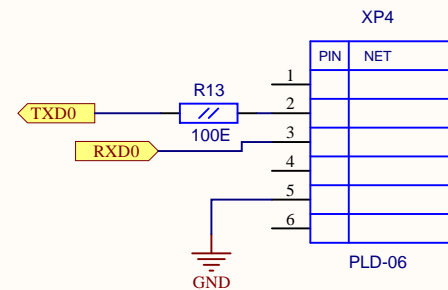 XP4
PIN NET
R13
1
TXD0
2
100E
3
RXD0
4
5
6
PLD-06
GND